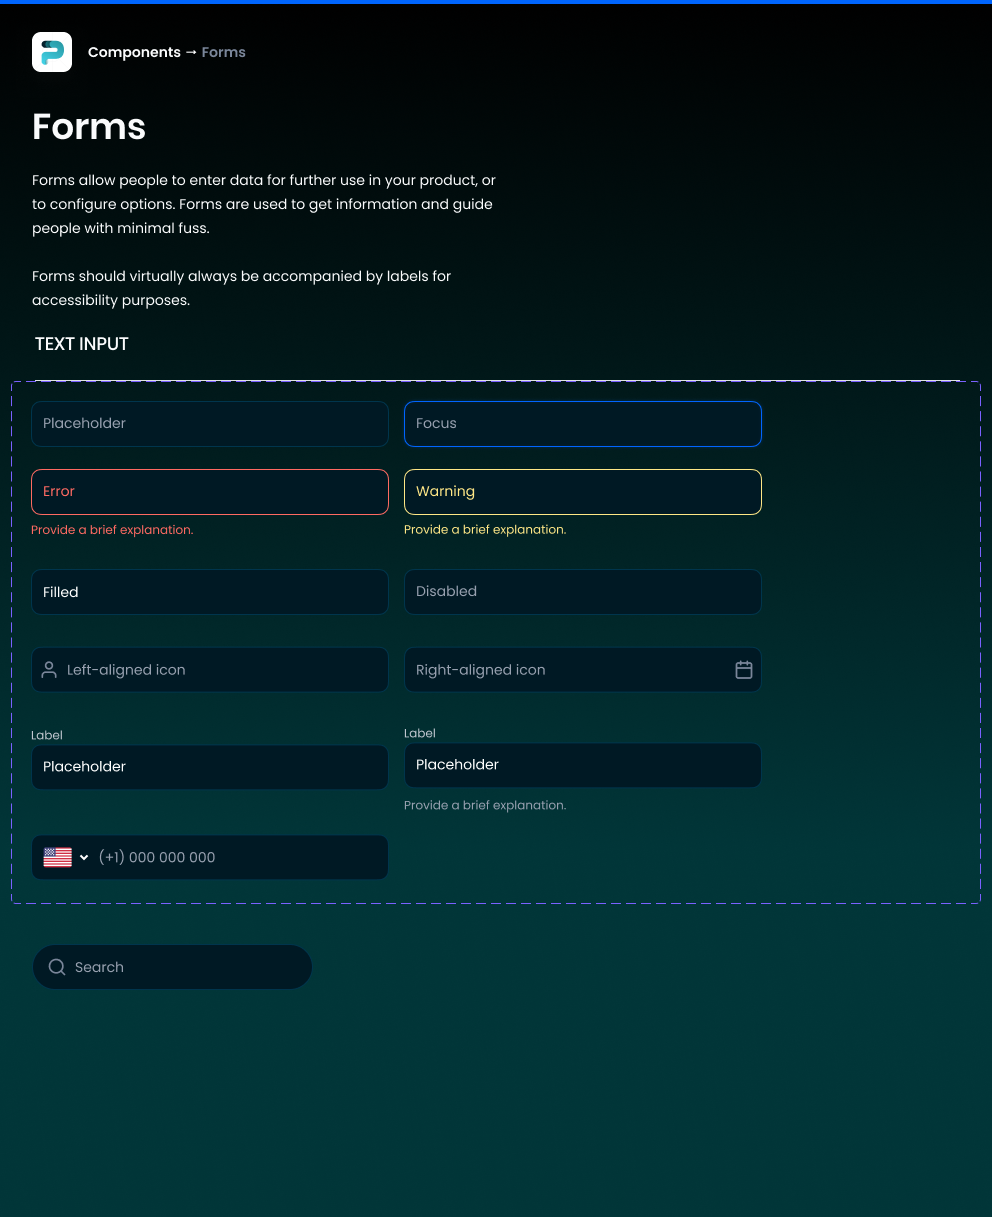 Components → Forms
Forms
Forms allow people to enter data for further use in your product, or
to configure options. Forms are used to get information and guide
people with minimal fuss.
Forms should virtually always be accompanied by labels for
accessibility purposes.
TEXT INPUT
Placeholder
Focus
Error
Warning
Provide a brief explanation.
Provide a brief explanation.
Filled
Disabled
Left-aligned icon
Right-aligned icon
Label
Label
Placeholder
Placeholder
Provide a brief explanation.
(+1) 000 000 000
Search